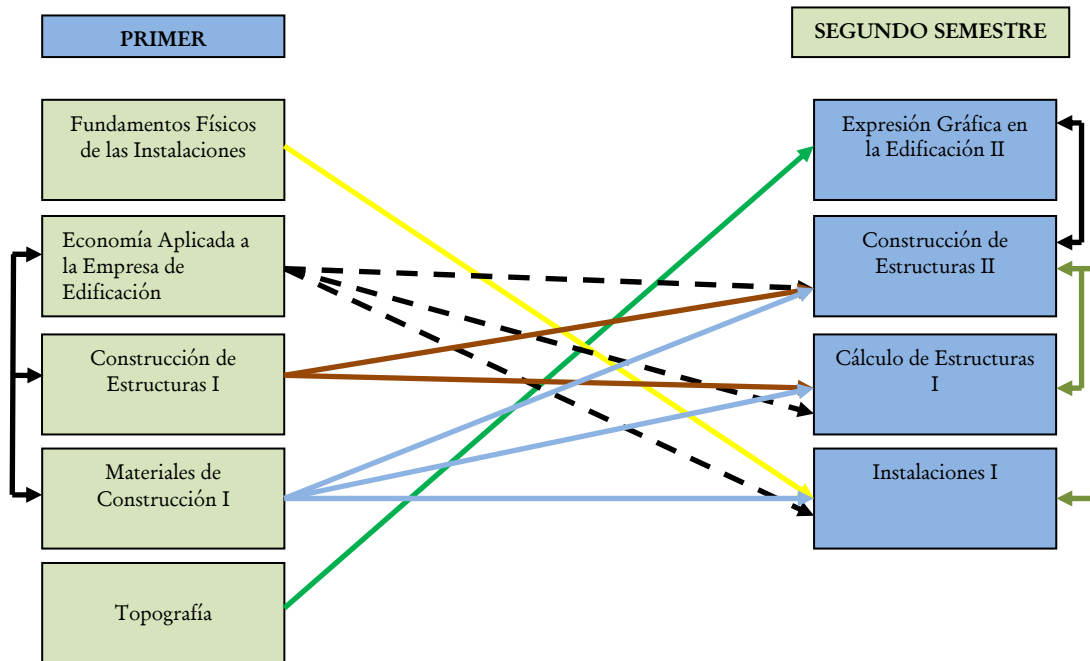 PRIMER
SEGUNDO SEMESTRE
Fundamentos Físicos
de las Instalaciones
Economía Aplicada a
la Empresa de
Edificación
Construcción de
Estructuras I
Materiales de
Construcción I
Topografía
Expresión Gráfica en
la Edificación II
Construcción de
Estructuras II
Cálculo de Estructuras
I
Instalaciones I